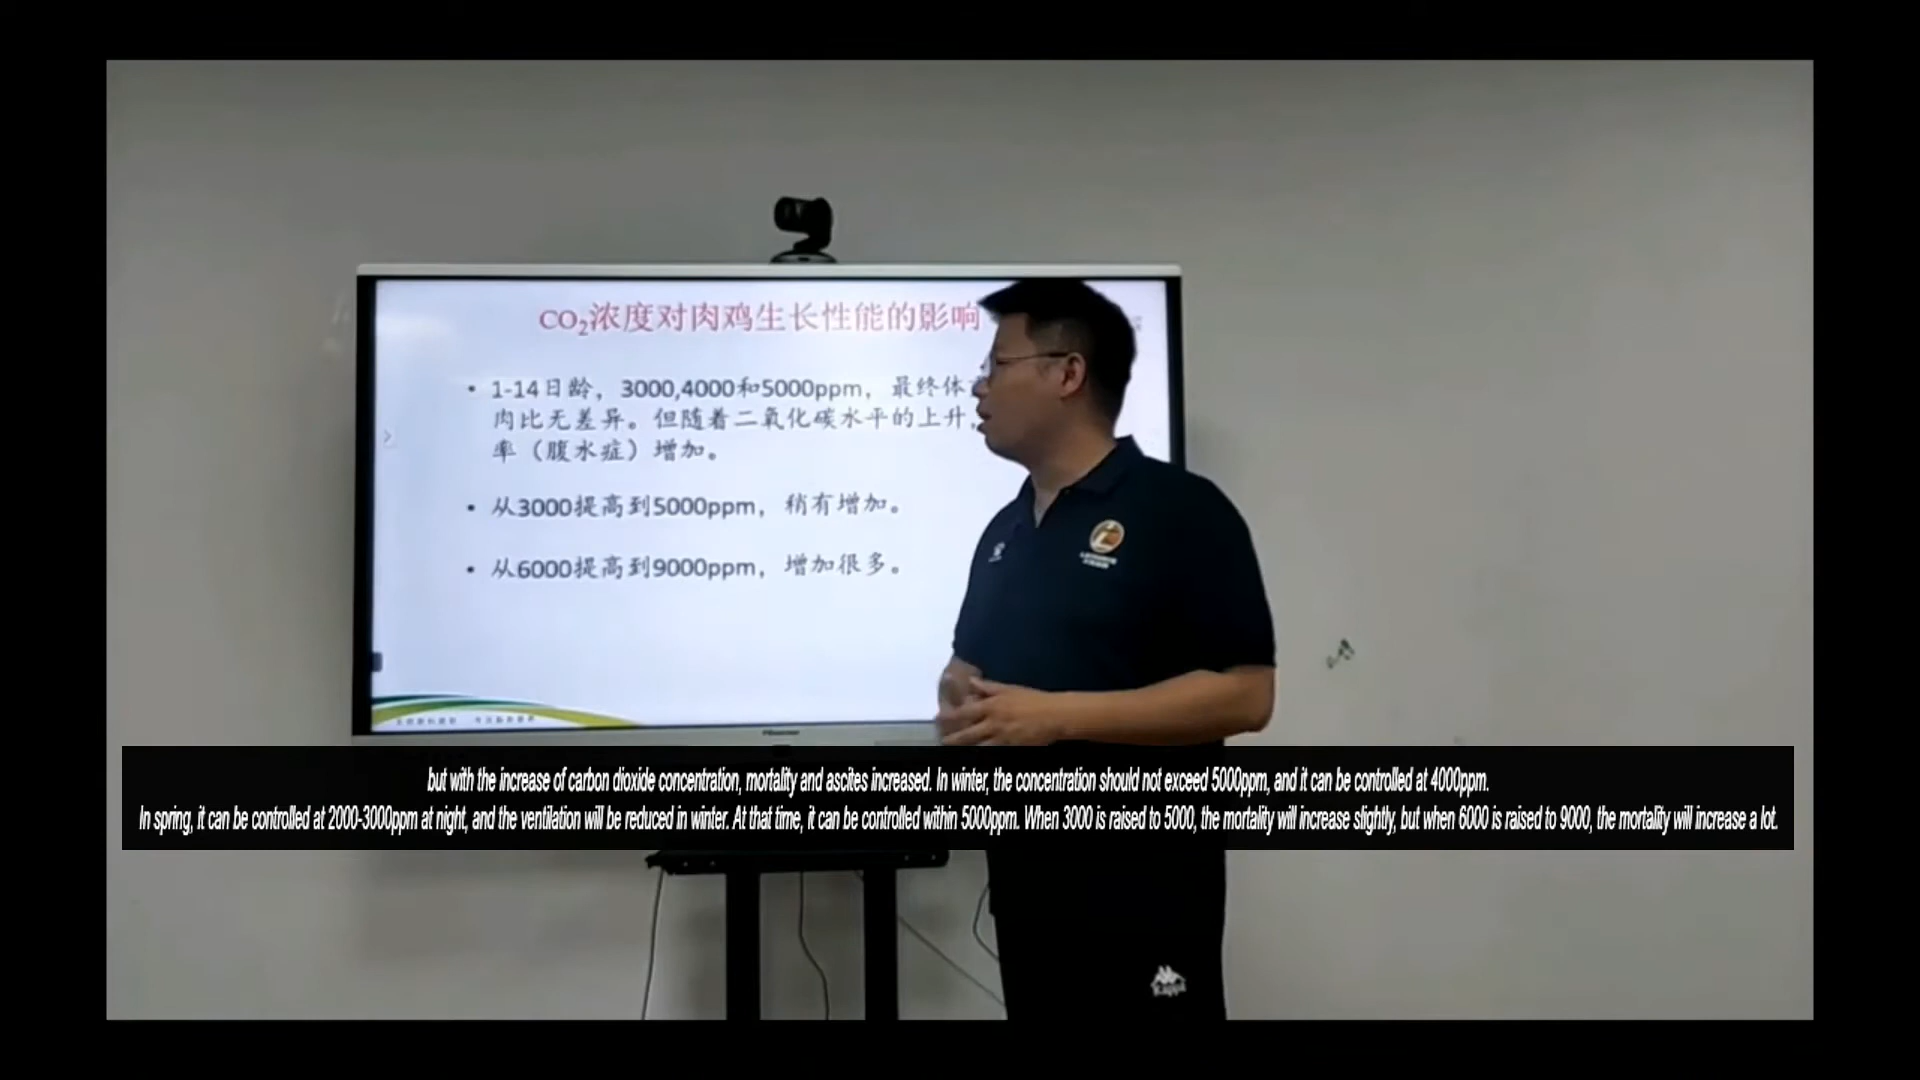 CO₂浓度对肉鸡生长性能的影响
• 1-14日龄，3000,4000和5000ppm，最终体
肉比无差异。但随着二氧化碳水平的上升，
率（腹水症）增加。
• 从3000提高到5000ppm，稍有增加。
• 从6000提高到9000ppm，增加很多。
Hisense
but with the increase of carbon dioxide concentration, mortality and ascites increased. In winter, the concentration should not exceed 5000ppm, and it can be controlled at 4000ppm.
In spring, it can be controlled at 2000-3000ppm at night, and the ventilation will be reduced in winter. At that time, it can be controlled within 5000ppm. When 3000 is raised to 5000, the mortality will increase slightly, but when 6000 is raised to 9000, the mortality will increase a lot.
Kappa